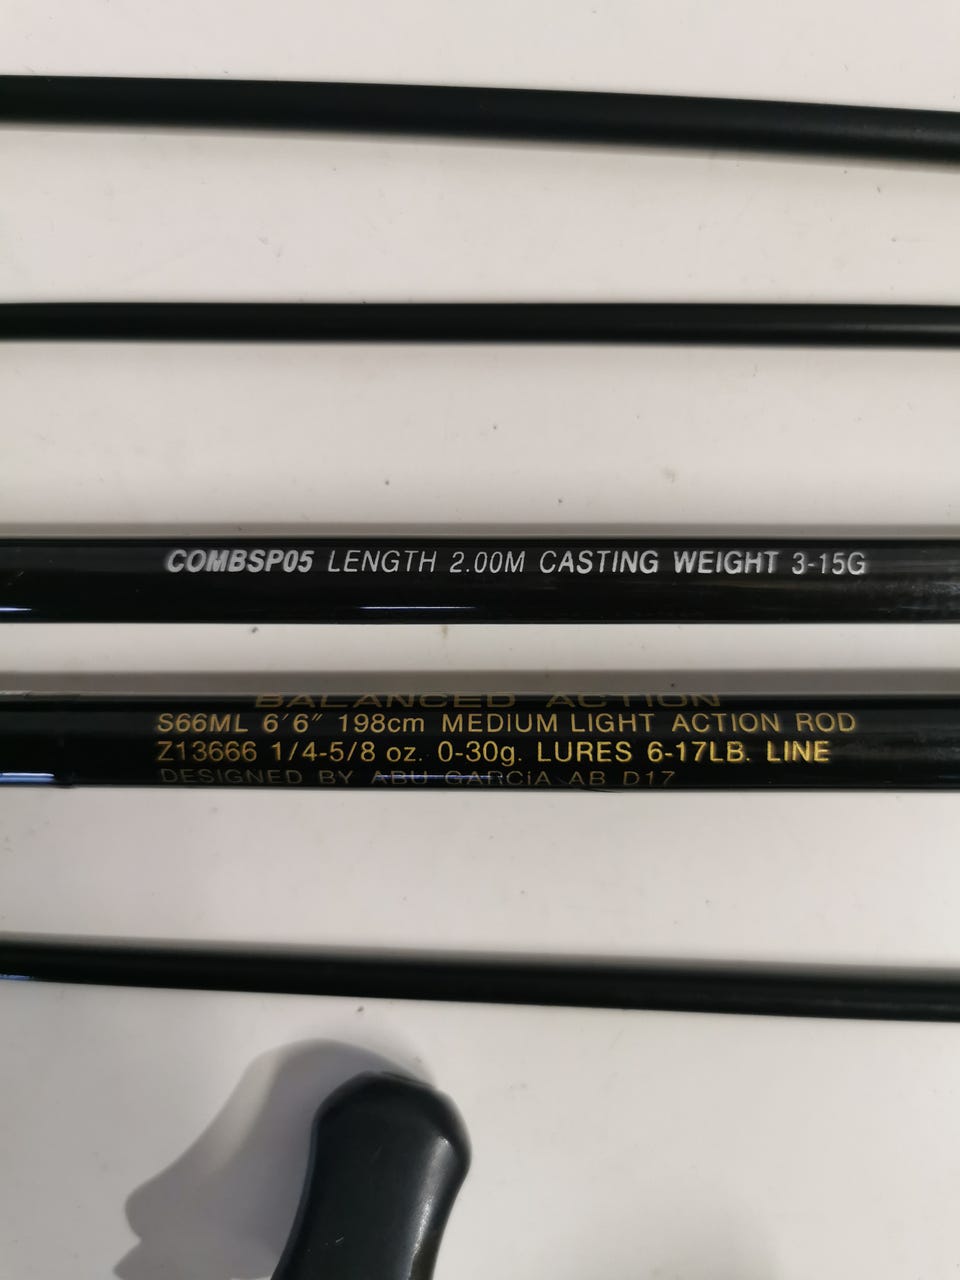 COMBSP05 LENGTH 2.00M CASTING WEIGHT 3-15G
BALANCED ACTION
S66ML 6'6" 198cm MEDIUM LIGHT ACTION ROD
Z13666 1/4-5/8 oz. 0-30g. LURES 6-17LB. LINE
DESIGNED BY ABU GARCiA AB D17